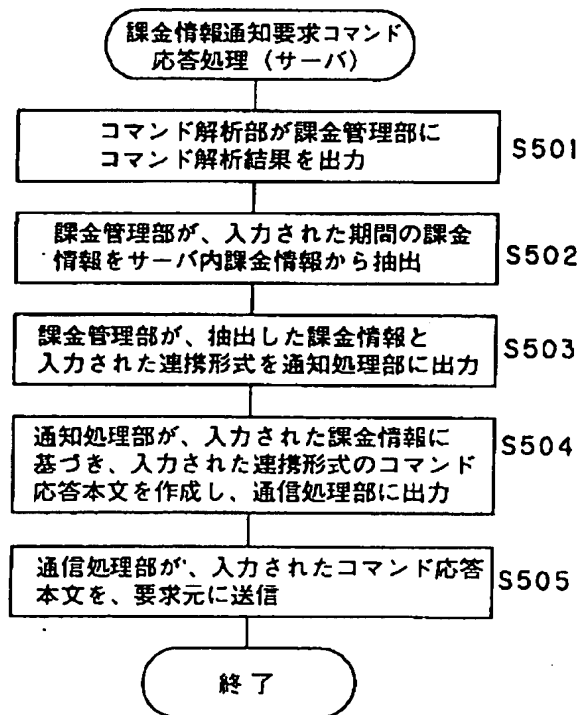 課金情報通知要求コマンド
応答処理（サーバ）
コマンド解析部が課金管理部に
コマンド解析結果を出力
S501
課金管理部が、入力された期間の課金
情報をサーバ内課金情報から抽出
S502
課金管理部が、抽出した課金情報と
入力された連携形式を通知処理部に出力
S503
通知処理部が、入力された課金情報に
基づき、入力された連携形式のコマンド
応答本文を作成し、通信処理部に出力
S504
通信処理部が、入力されたコマンド応答
本文を、要求元に送信
S505
終了